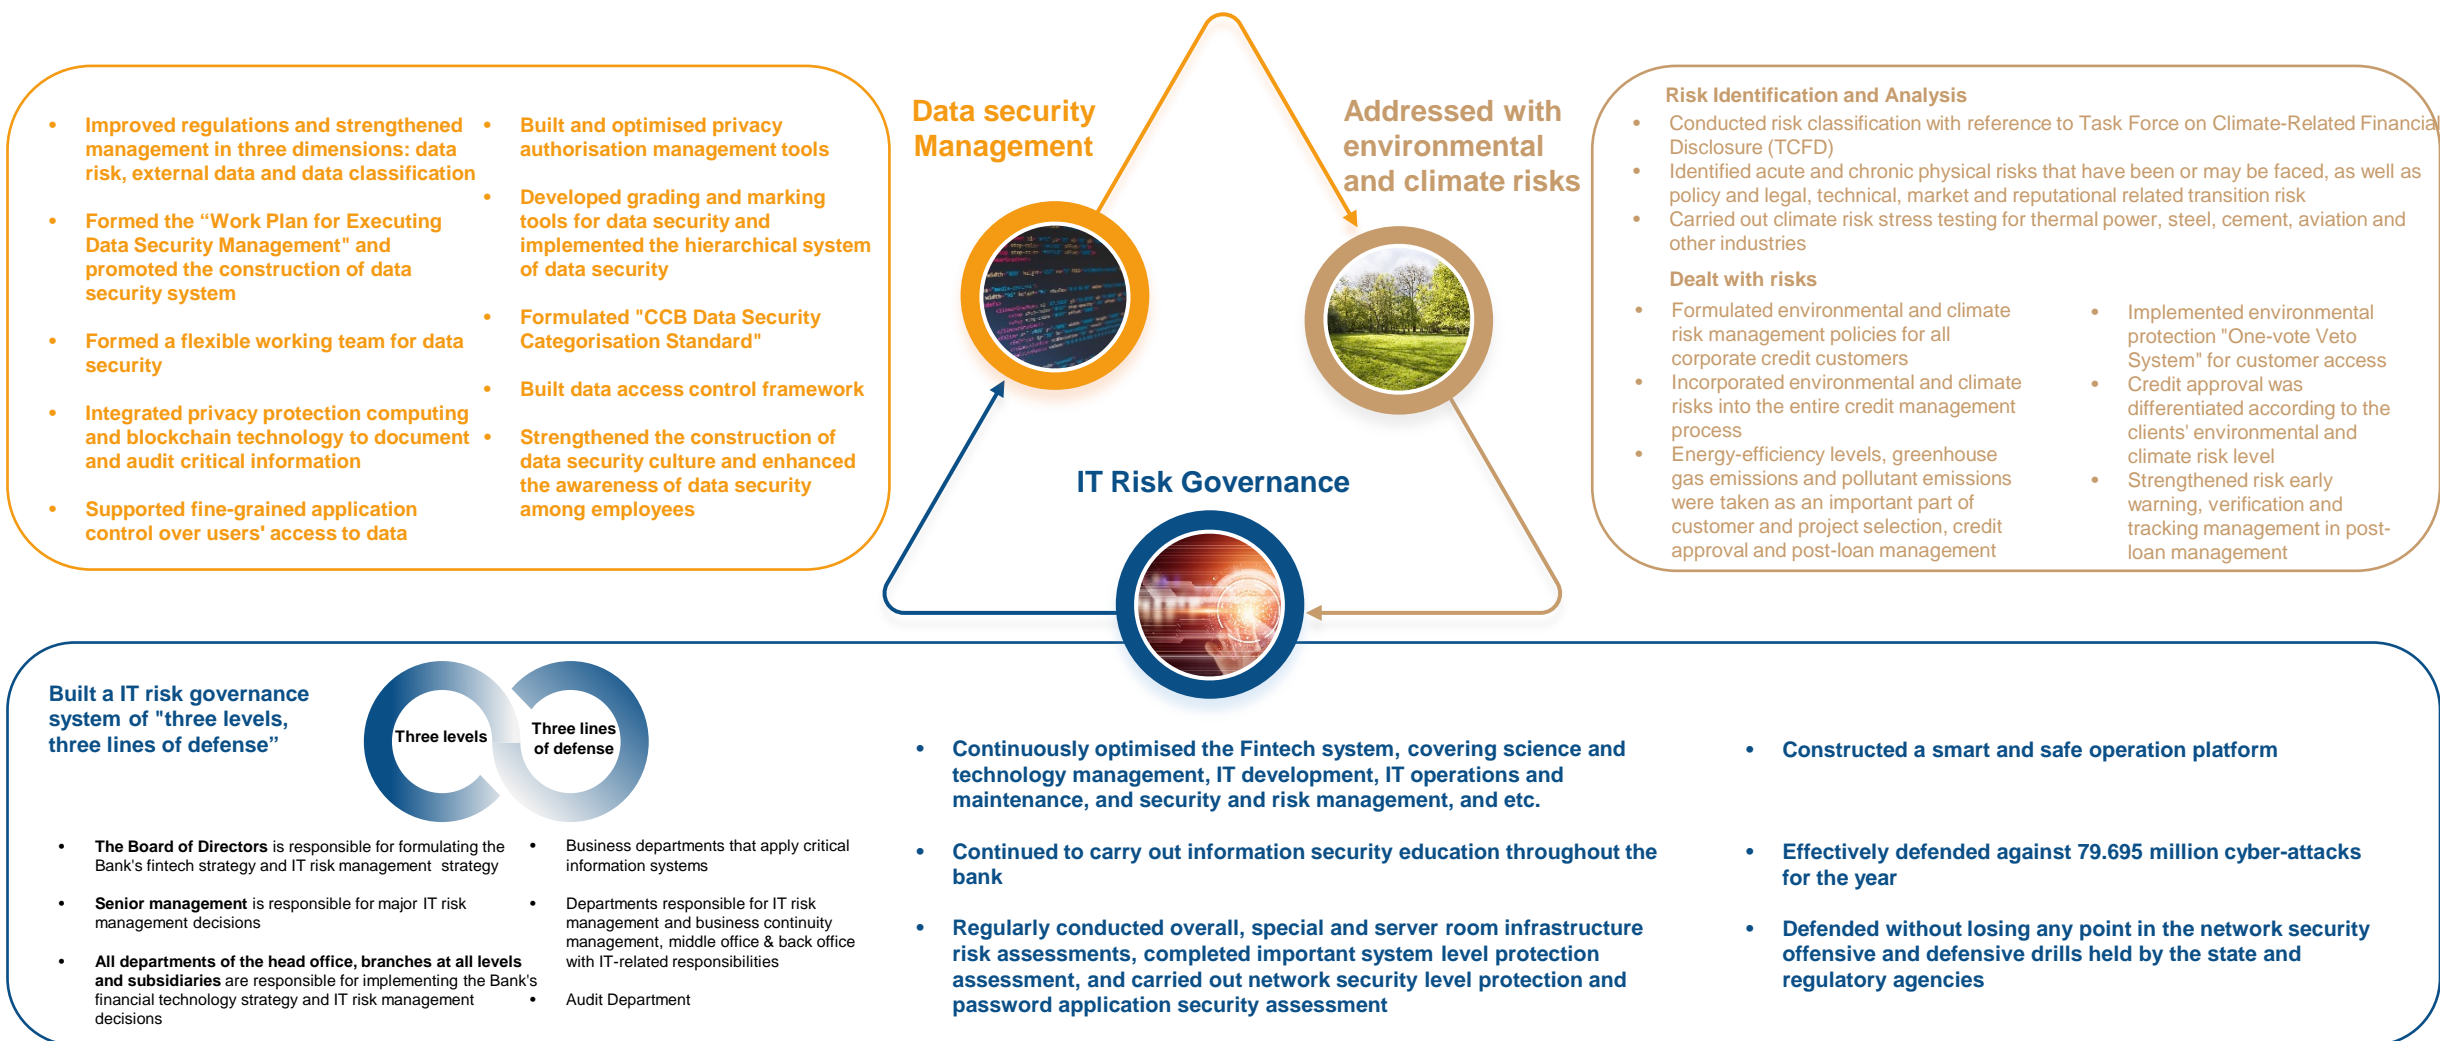 Data security
Management
Addressed with
environmental
and climate risks
IT Risk Governance
• Improved regulations and strengthened
management in three dimensions: data
risk, external data and data classification
• Formed the “Work Plan for Executing
Data Security Management" and
promoted the construction of data
security system
• Formed a flexible working team for data
security
• Integrated privacy protection computing
and blockchain technology to document
and audit critical information
• Supported fine-grained application
control over users' access to data
• Built and optimised privacy
authorisation management tools
• Developed grading and marking
tools for data security and
implemented the hierarchical system
of data security
• Formulated "CCB Data Security
Categorisation Standard"
• Built data access control framework
• Strengthened the construction of
data security culture and enhanced
the awareness of data security
among employees
Risk Identification and Analysis
• Conducted risk classification with reference to Task Force on Climate-Related Financial
Disclosure (TCFD)
• Identified acute and chronic physical risks that have been or may be faced, as well as
policy and legal, technical, market and reputational related transition risk
• Carried out climate risk stress testing for thermal power, steel, cement, aviation and
other industries
Dealt with risks
• Formulated environmental and climate
risk management policies for all
corporate credit customers
• Incorporated environmental and climate
risks into the entire credit management
process
• Energy-efficiency levels, greenhouse
gas emissions and pollutant emissions
were taken as an important part of
customer and project selection, credit
approval and post-loan management
• Implemented environmental
protection "One-vote Veto
System" for customer access
• Credit approval was
differentiated according to the
clients' environmental and
climate risk level
• Strengthened risk early
warning, verification and
tracking management in post-
loan management
Built a IT risk governance
system of "three levels,
three lines of defense”
Three levels
Three lines
of defense
• The Board of Directors is responsible for formulating the
Bank's fintech strategy and IT risk management strategy
• Senior management is responsible for major IT risk
management decisions
• All departments of the head office, branches at all levels
and subsidiaries are responsible for implementing the Bank's
financial technology strategy and IT risk management
decisions
• Business departments that apply critical
information systems
• Departments responsible for IT risk
management and business continuity
management, middle office & back office
with IT-related responsibilities
• Audit Department
• Continuously optimised the Fintech system, covering science and
technology management, IT development, IT operations and
maintenance, and security and risk management, and etc.
• Continued to carry out information security education throughout the
bank
• Regularly conducted overall, special and server room infrastructure
risk assessments, completed important system level protection
assessment, and carried out network security level protection and
password application security assessment
• Constructed a smart and safe operation platform
• Effectively defended against 79.695 million cyber-attacks
for the year
• Defended without losing any point in the network security
offensive and defensive drills held by the state and
regulatory agencies